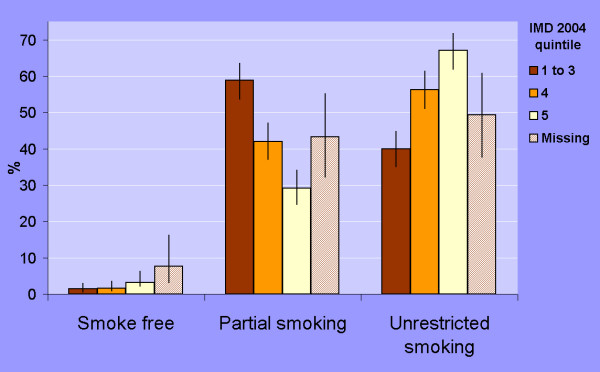 IMD 2004
quintile
1 to 3
4
5
Missing
%
70
60
50
40
30
20
10
0
Smoke free
Partial smoking
Unrestricted
smoking